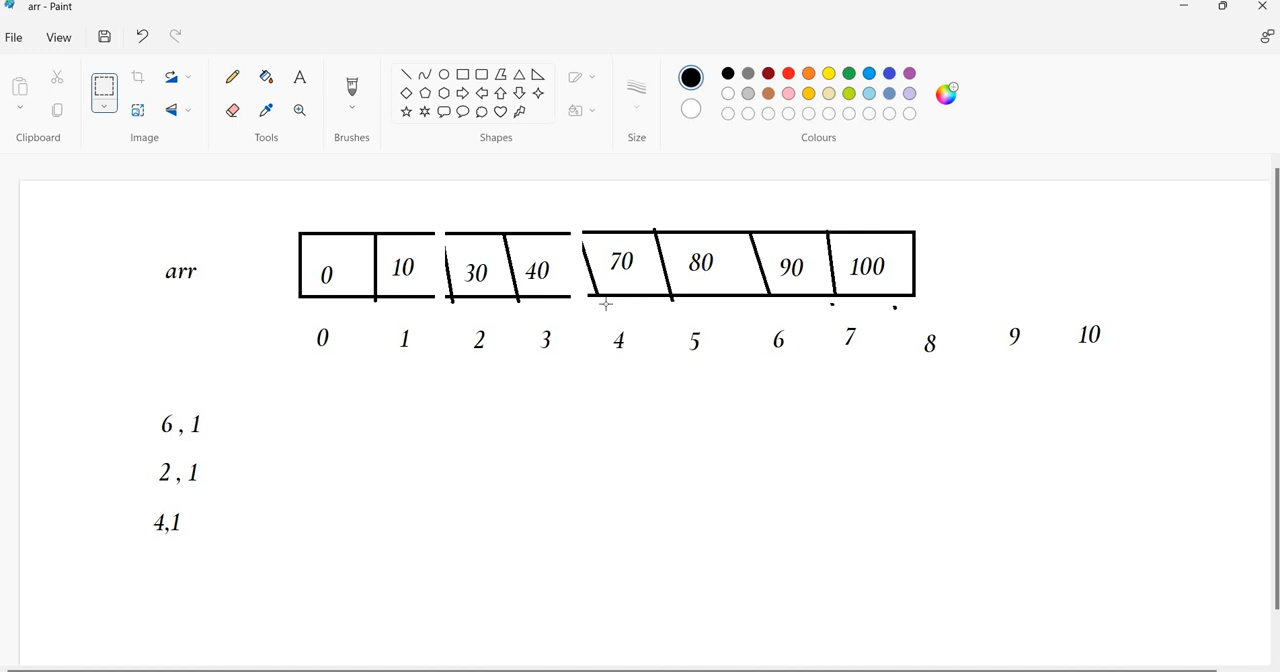 arr - Paint
File View
A
Clipboard Image Tools Brushes Shapes Size Colours
arr 0 10 30 40 70 80 90 100
0 1 2 3 4 5 6 7 8 9 10
6 , 1
2 , 1
4,1